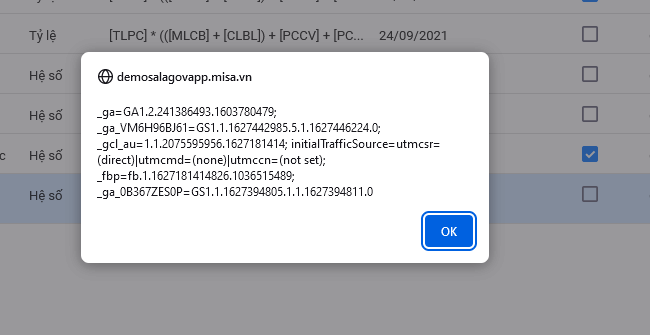 Tỷ lệ [TLPC] * (([MLCB] + [CLBL]) + [PCCV] + [PC... 24/09/2021
demosalagovapp.misa.vn
Hệ số
_ga=GA1.2.241386493.1603780479;
Hệ số
_ga_VM6H96BJ61=GS1.1.1627442985.5.1.1627446224.0;
_gcl_au=1.1.2075595956.1627181414; initialTrafficSource=utmcsr=
c Hệ số
(direct)|utmcmd=(none)|utmccn=(not set);
_fbp=fb.1.1627181414826.1036515489;
Hệ số
_ga_0B367ZES0P=GS1.1.1627394805.1.1.1627394811.0
OK